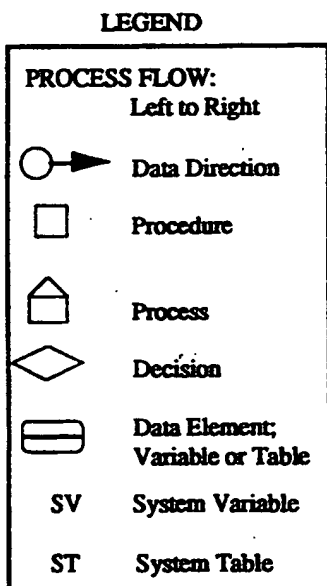 LEGEND
PROCESS FLOW:
Left to Right
Data Direction
Procedure
Process
Decision
Data Element;
Variable or Table
SV System Variable
ST System Table